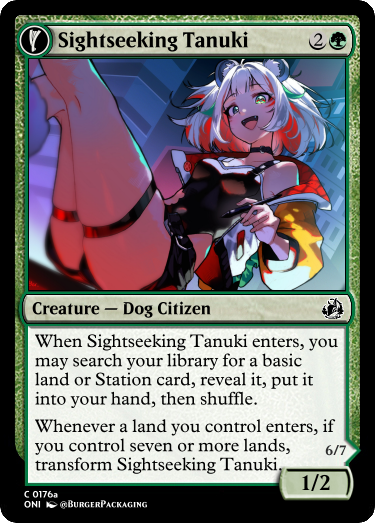 Sightseeking Tanuki 2
Creature — Dog Citizen
When Sightseeking Tanuki enters, you
may search your library for a basic
land or Station card, reveal it, put it
into your hand, then shuffle.
Whenever a land you control enters, if
you control seven or more lands,
transform Sightseeking Tanuki.
6/7
1/2
C 0176a
ONI @BurgerPackaging